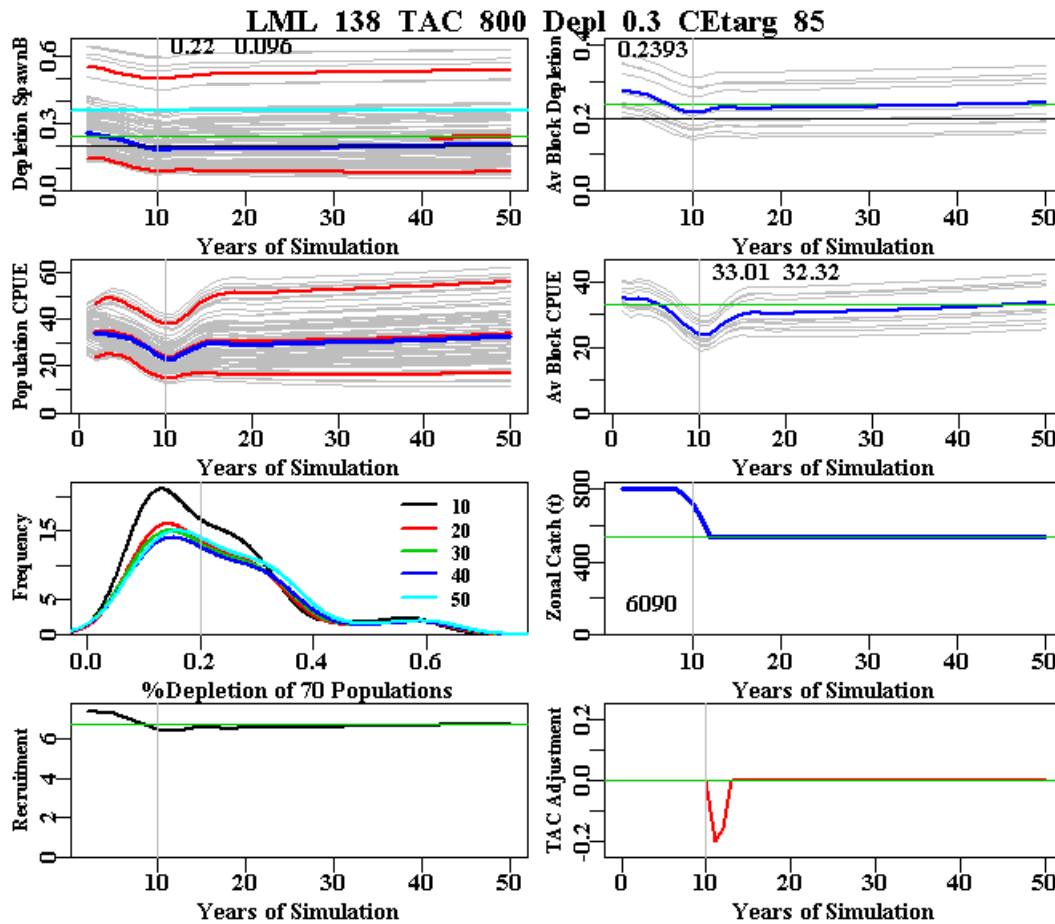 LML 138 TAC 800 Depl 0.3 CEtarg 85
Depletion SpawnB
0.0 0.3 0.6
0.22 0.096
10 20 30 40 50
Years of Simulation
Av Block Depletion
0.0 0.2 0.4
0.2393
10 20 30 40 50
Years of Simulation
Population CPUE
0 20 40 60
0 10 20 30 40 50
Years of Simulation
Av Block CPUE
0 20 40
33.01 32.32
0 10 20 30 40 50
Years of Simulation
Frequency
0 5 15
10
20
30
40
50
0.0 0.2 0.4 0.6
%Depletion of 70 Populations
Zonal Catch (t)
0 400 800
6090
0 10 20 30 40 50
Years of Simulation
Recruitment
0 2 4 6
10 20 30 40 50
Years of Simulation
TAC Adjustment
-0.2 0.0 0.2
0 10 20 30 40 50
Years of Simulation